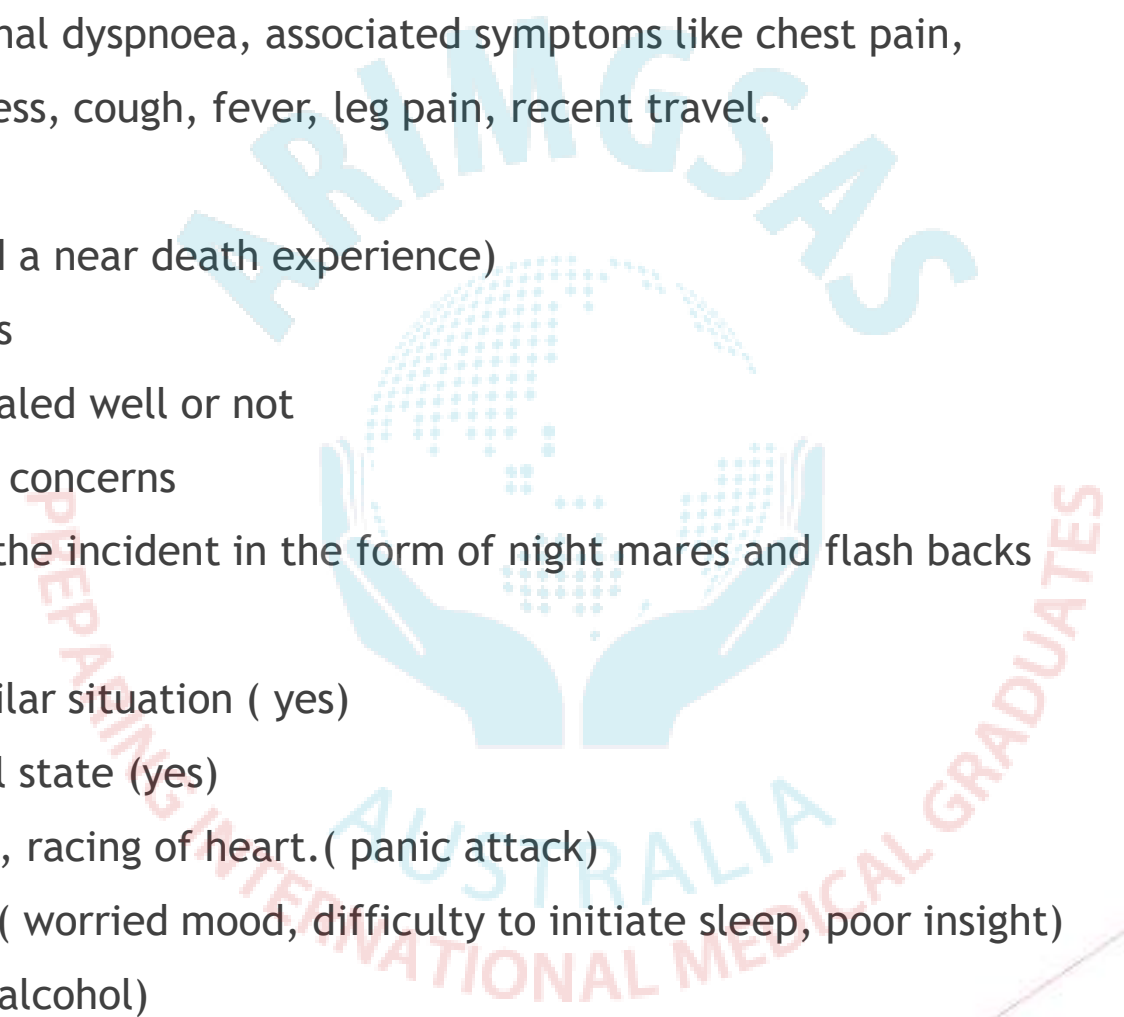 nal dyspnoea, associated symptoms like chest pain,
ess, cough, fever, leg pain, recent travel.
a near death experience)
s
aled well or not
concerns
the incident in the form of night mares and flash backs
ilar situation ( yes)
l state (yes)
, racing of heart.( panic attack)
( worried mood, difficulty to initiate sleep, poor insight)
alcohol)
ARIMGSAS
PREPARING INTERNATIONAL MEDICAL GRADUATES
AUSTRALIA